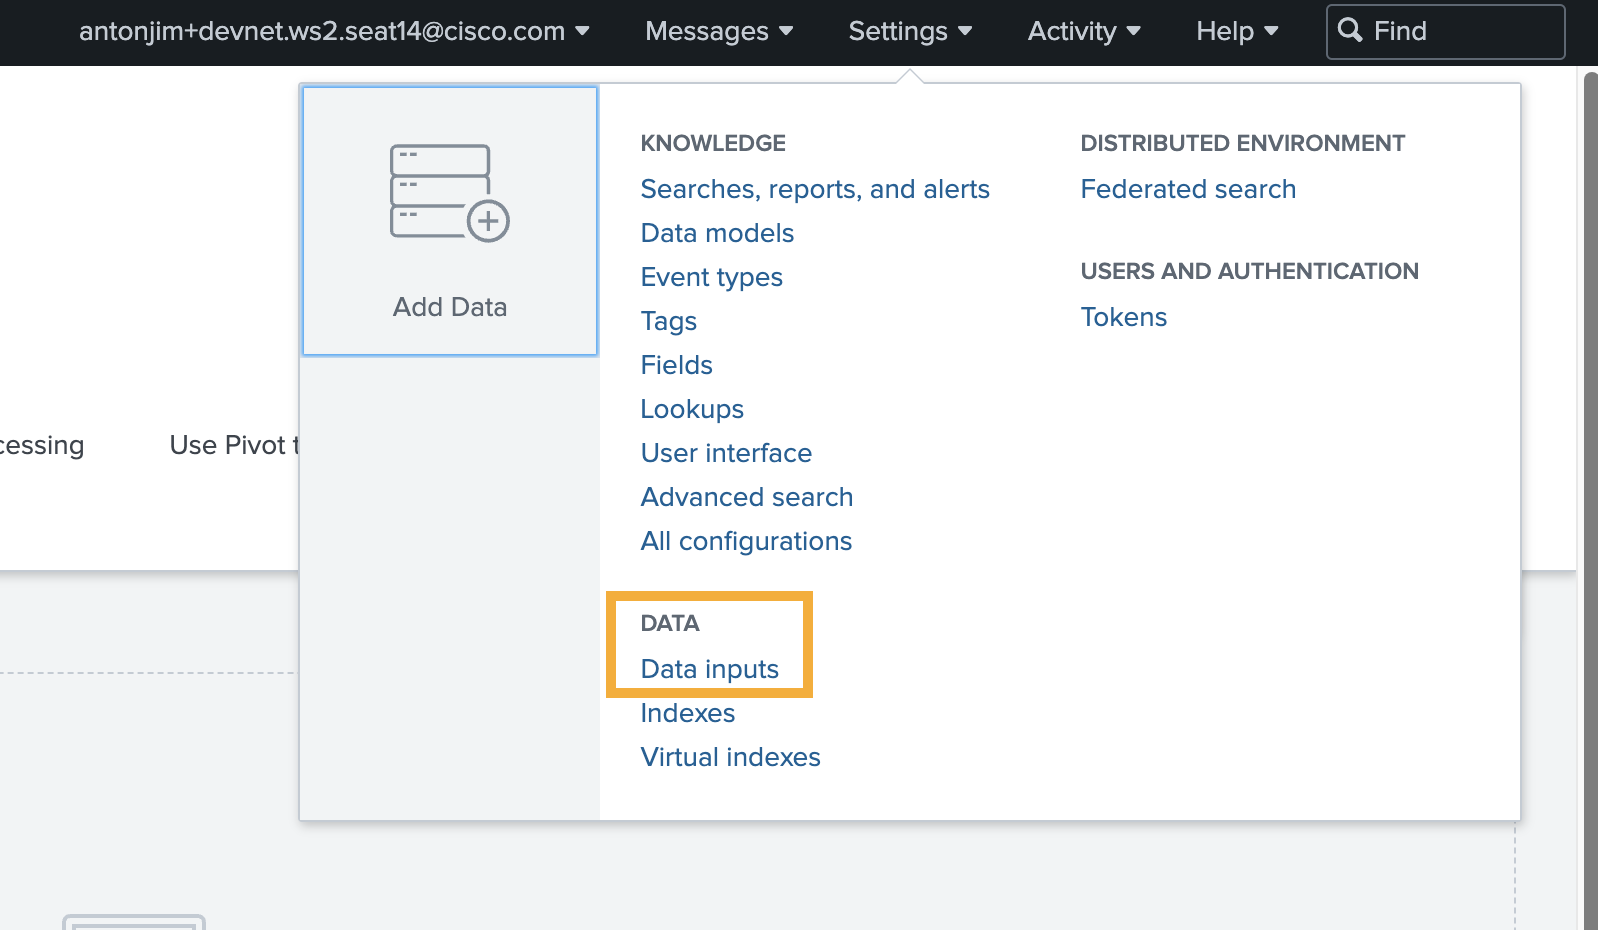 antonjim+devnet.ws2.seat14@cisco.com Messages Settings Activity Help Find
Add Data
KNOWLEDGE
Searches, reports, and alerts
Data models
Event types
Tags
Fields
Lookups
User interface
Advanced search
All configurations
DATA
Data inputs
Indexes
Virtual indexes
DISTRIBUTED ENVIRONMENT
Federated search
USERS AND AUTHENTICATION
Tokens
cessing Use Pivot t